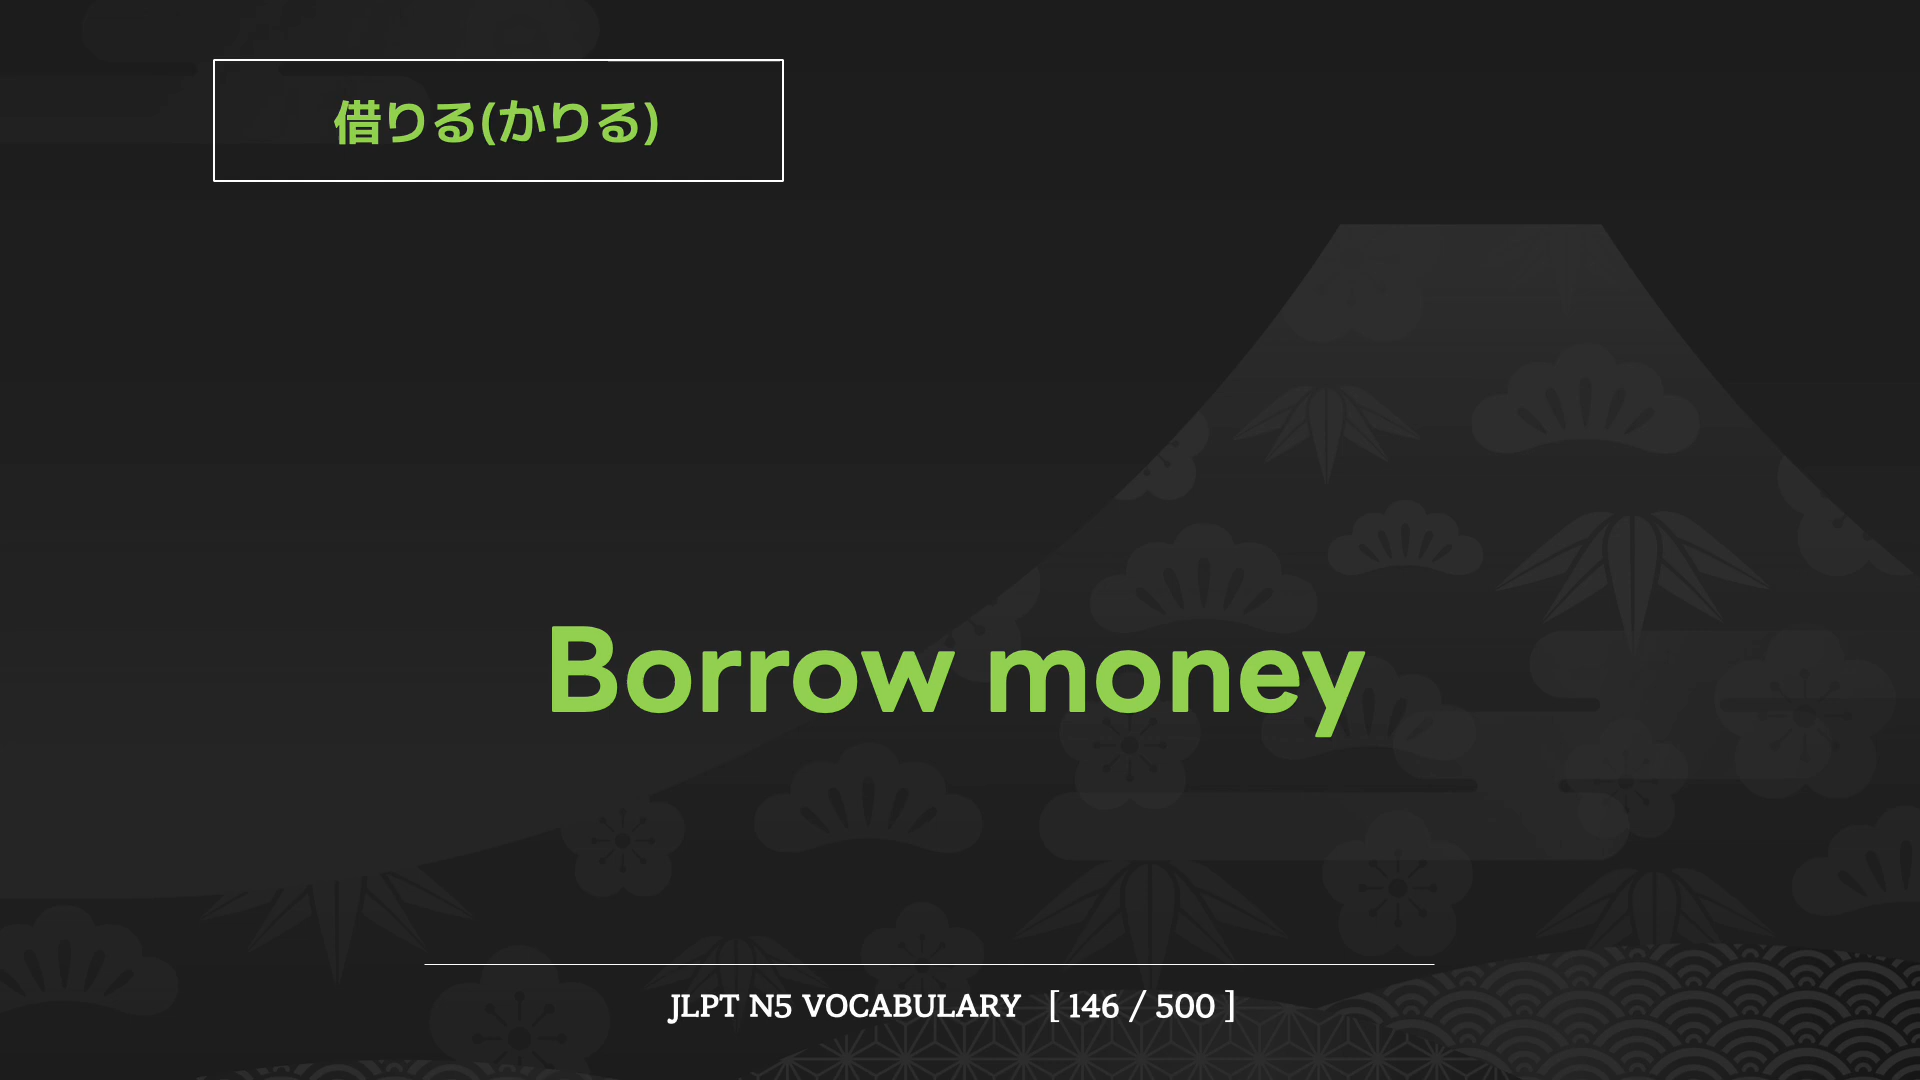 借りる(かりる)
Borrow money
JLPT N5 VOCABULARY [ 146 / 500 ]